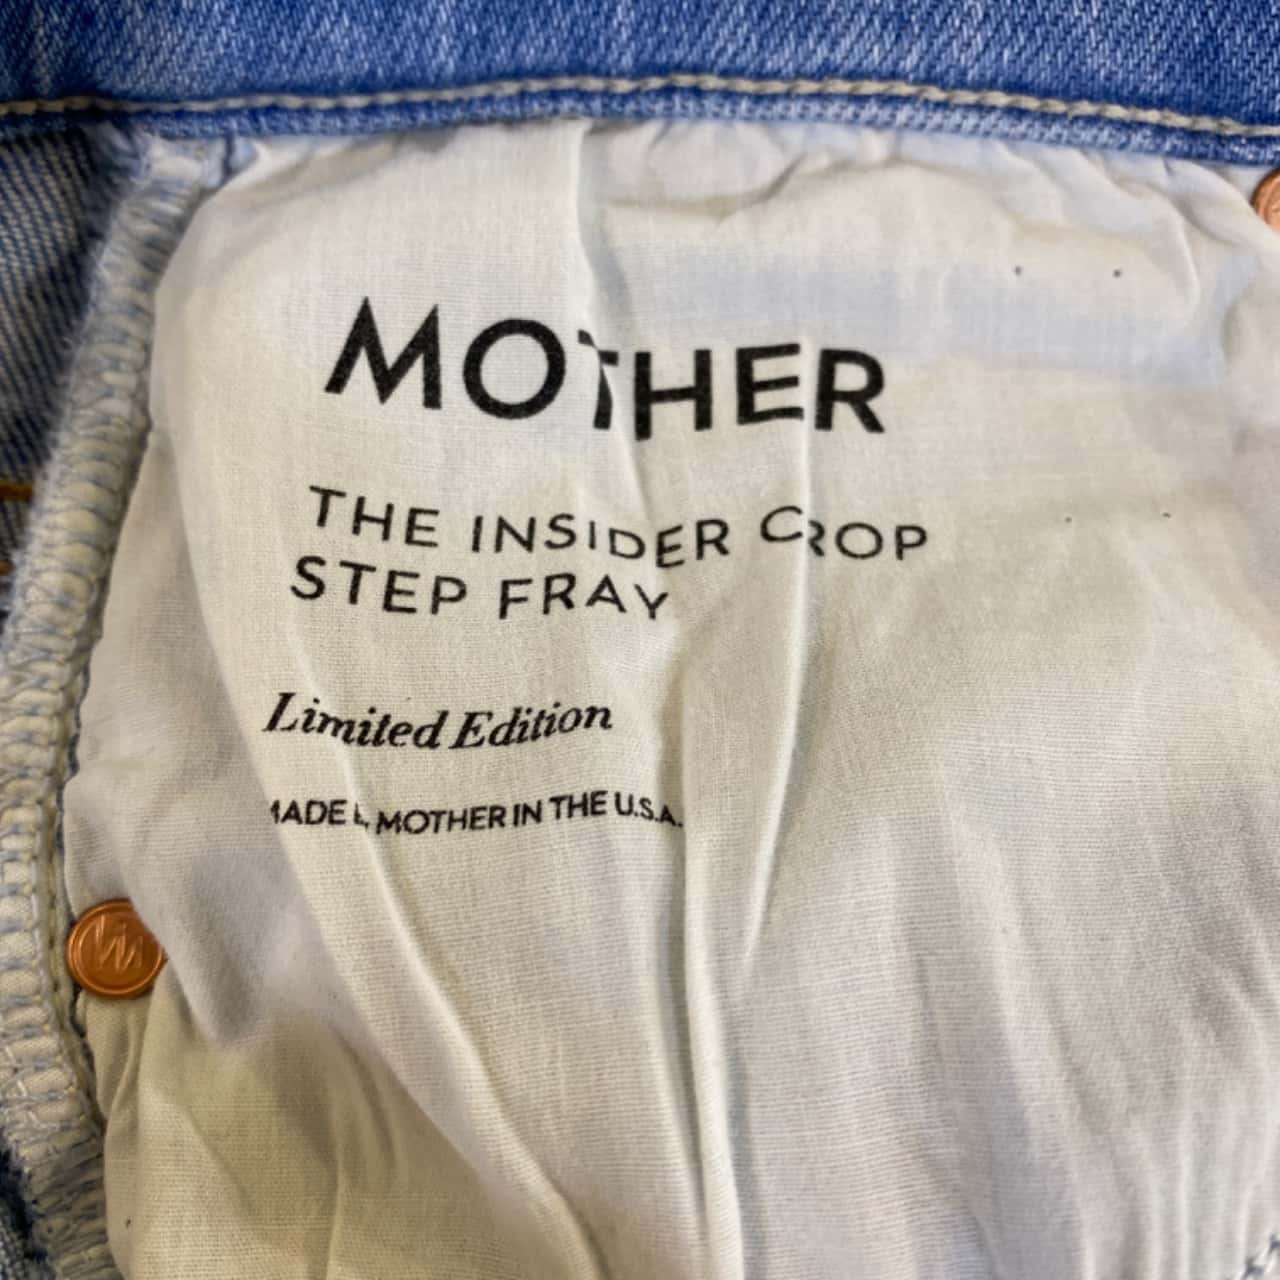 MOTHER
THE INSIDER CROP
STEP FRAY
Limited Edition
MOTHER IN THE U.S.A.